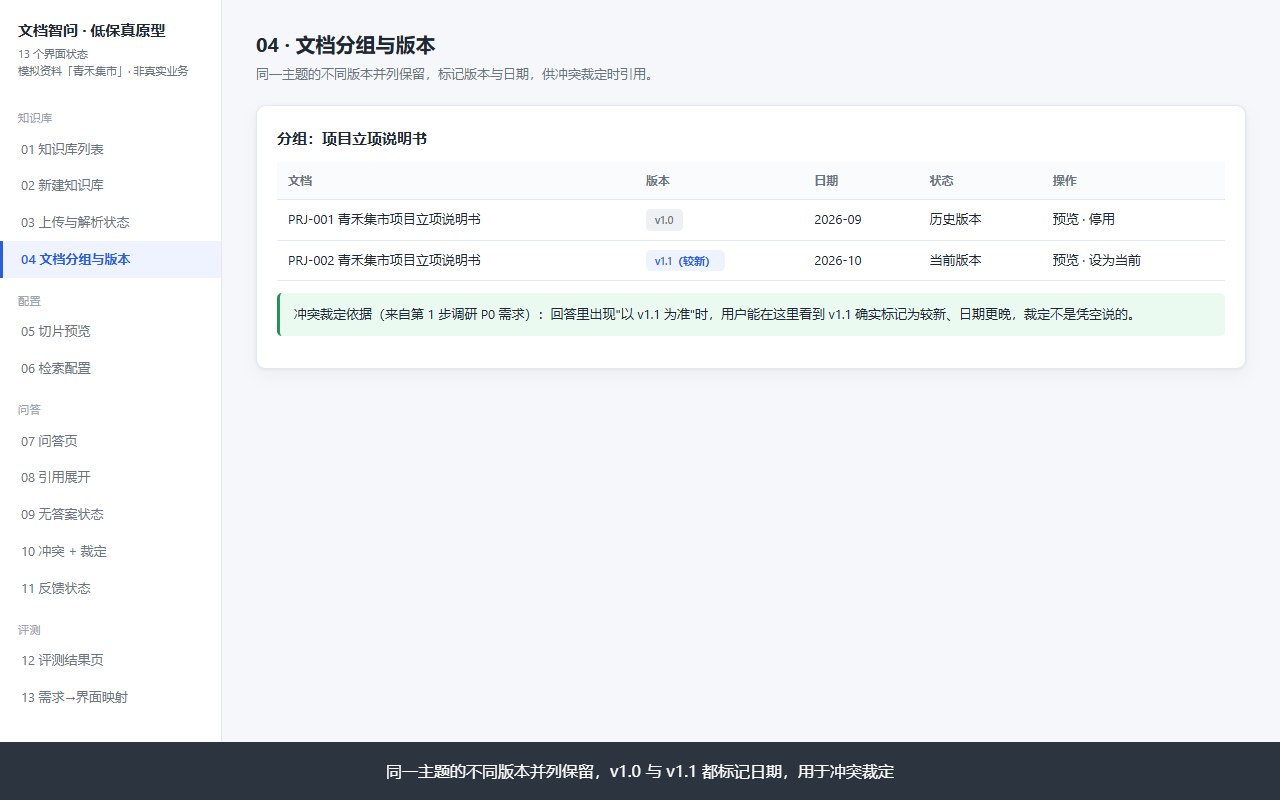 文档智问 · 低保真原型
13 个界面状态
模拟资料「青禾集市」· 非真实业务
知识库
01 知识库列表
02 新建知识库
03 上传与解析状态
04 文档分组与版本
配置
05 切片预览
06 检索配置
问答
07 问答页
08 引用展开
09 无答案状态
10 冲突 + 裁定
11 反馈状态
评测
12 评测结果页
13 需求→界面映射
04 · 文档分组与版本
同一主题的不同版本并列保留，标记版本与日期，供冲突裁定时引用。
分组：项目立项说明书
文档 版本 日期 状态 操作
PRJ-001 青禾集市项目立项说明书 v1.0 2026-09 历史版本 预览 · 停用
PRJ-002 青禾集市项目立项说明书 v1.1（较新） 2026-10 当前版本 预览 · 设为当前
冲突裁定依据（来自第 1 步调研 P0 需求）：回答里出现"以 v1.1 为准"时，用户能在这里看到 v1.1 确实标记为较新、日期更晚，裁定不是凭空说的。
同一主题的不同版本并列保留，v1.0 与 v1.1 都标记日期，用于冲突裁定